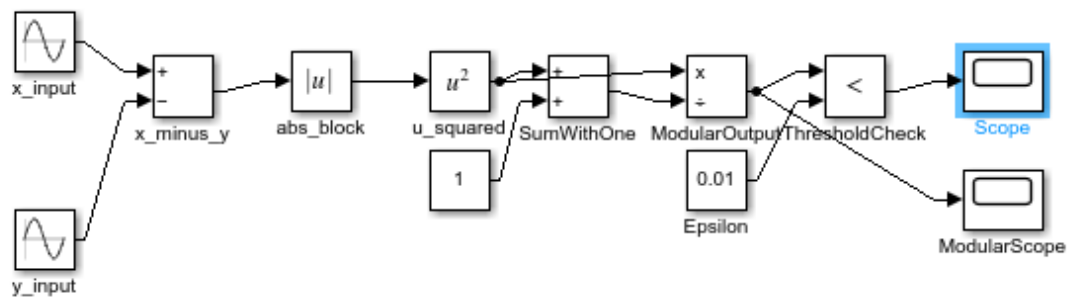 x_input
+
−
x_minus_y
|u|
abs_block
u²
u_squared
+
+
SumWithOne
1
x
÷
ModularOutput
0.01
Epsilon
<
ThresholdCheck
Scope
ModularScope
y_input